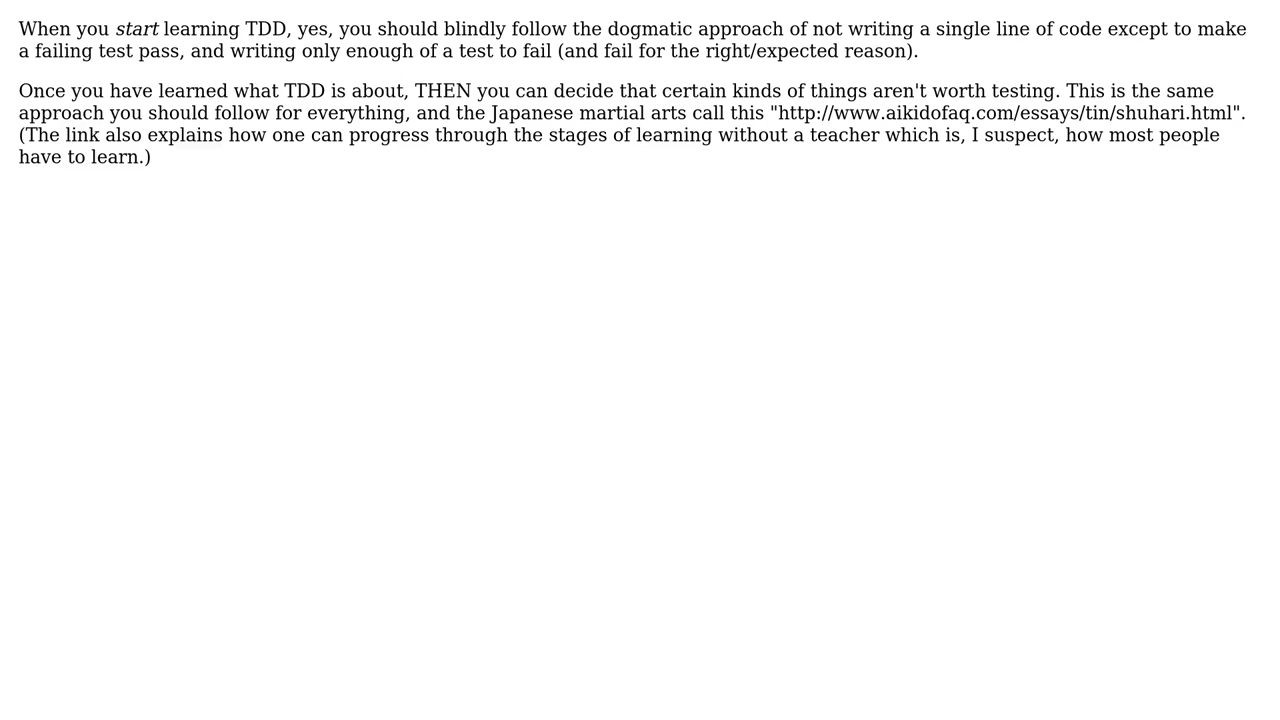 When you start learning TDD, yes, you should blindly follow the dogmatic approach of not writing a single line of code except to make
a failing test pass, and writing only enough of a test to fail (and fail for the right/expected reason).
Once you have learned what TDD is about, THEN you can decide that certain kinds of things aren't worth testing. This is the same
approach you should follow for everything, and the Japanese martial arts call this "http://www.aikidofaq.com/essays/tin/shuhari.html".
(The link also explains how one can progress through the stages of learning without a teacher which is, I suspect, how most people
have to learn.)